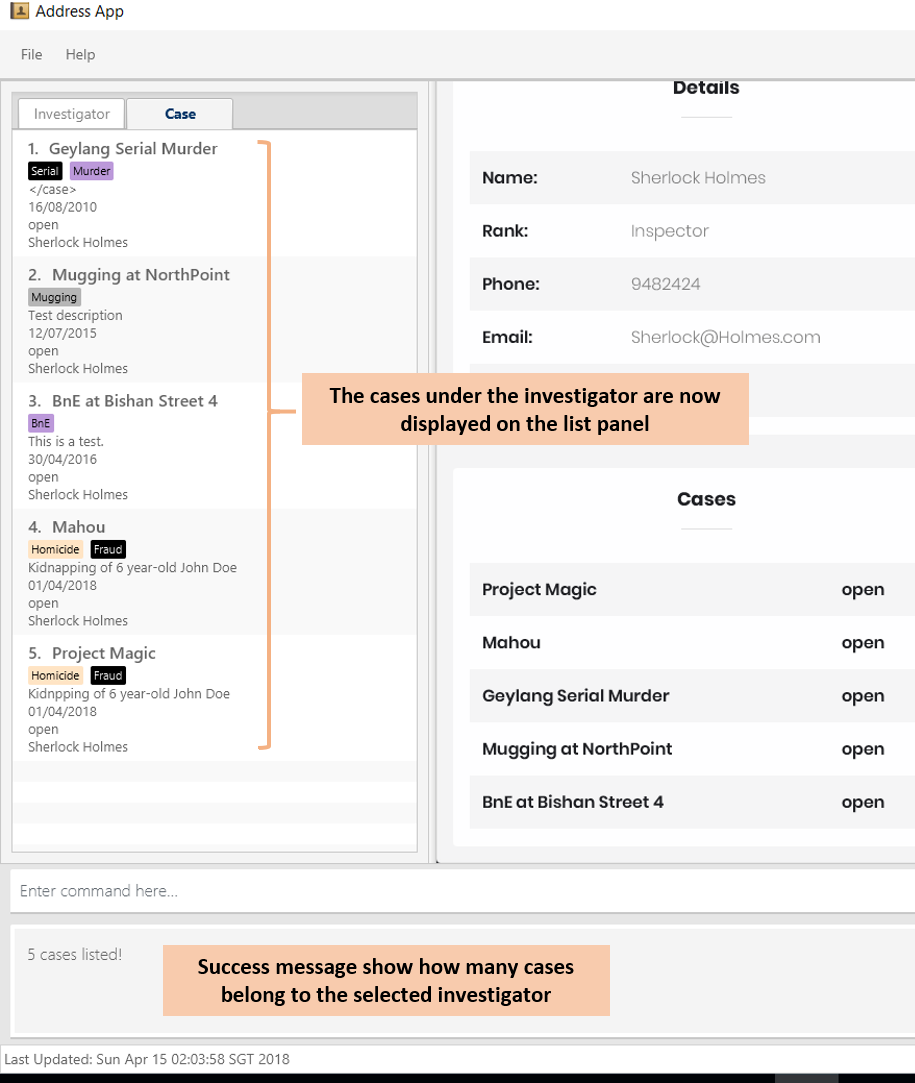 Address App
File Help
Investigator Case
1. Geylang Serial Murder
Serial Murder
</case>
16/08/2010
open
Sherlock Holmes
2. Mugging at NorthPoint
Mugging
Test description
12/07/2015
open
Sherlock Holmes
3. BnE at Bishan Street 4
BnE
This is a test.
30/04/2016
open
Sherlock Holmes
4. Mahou
Homicide Fraud
Kidnapping of 6 year-old John Doe
01/04/2018
open
Sherlock Holmes
5. Project Magic
Homicide Fraud
Kidnpping of 6 year-old John Doe
01/04/2018
open
Sherlock Holmes
Details
Name: Sherlock Holmes
Rank: Inspector
Phone: 9482424
Email: Sherlock@Holmes.com
The cases under the investigator are now
displayed on the list panel
Cases
Project Magic open
Mahou open
Geylang Serial Murder open
Mugging at NorthPoint open
BnE at Bishan Street 4 open
Enter command here...
5 cases listed!
Success message show how many cases
belong to the selected investigator
Last Updated: Sun Apr 15 02:03:58 SGT 2018